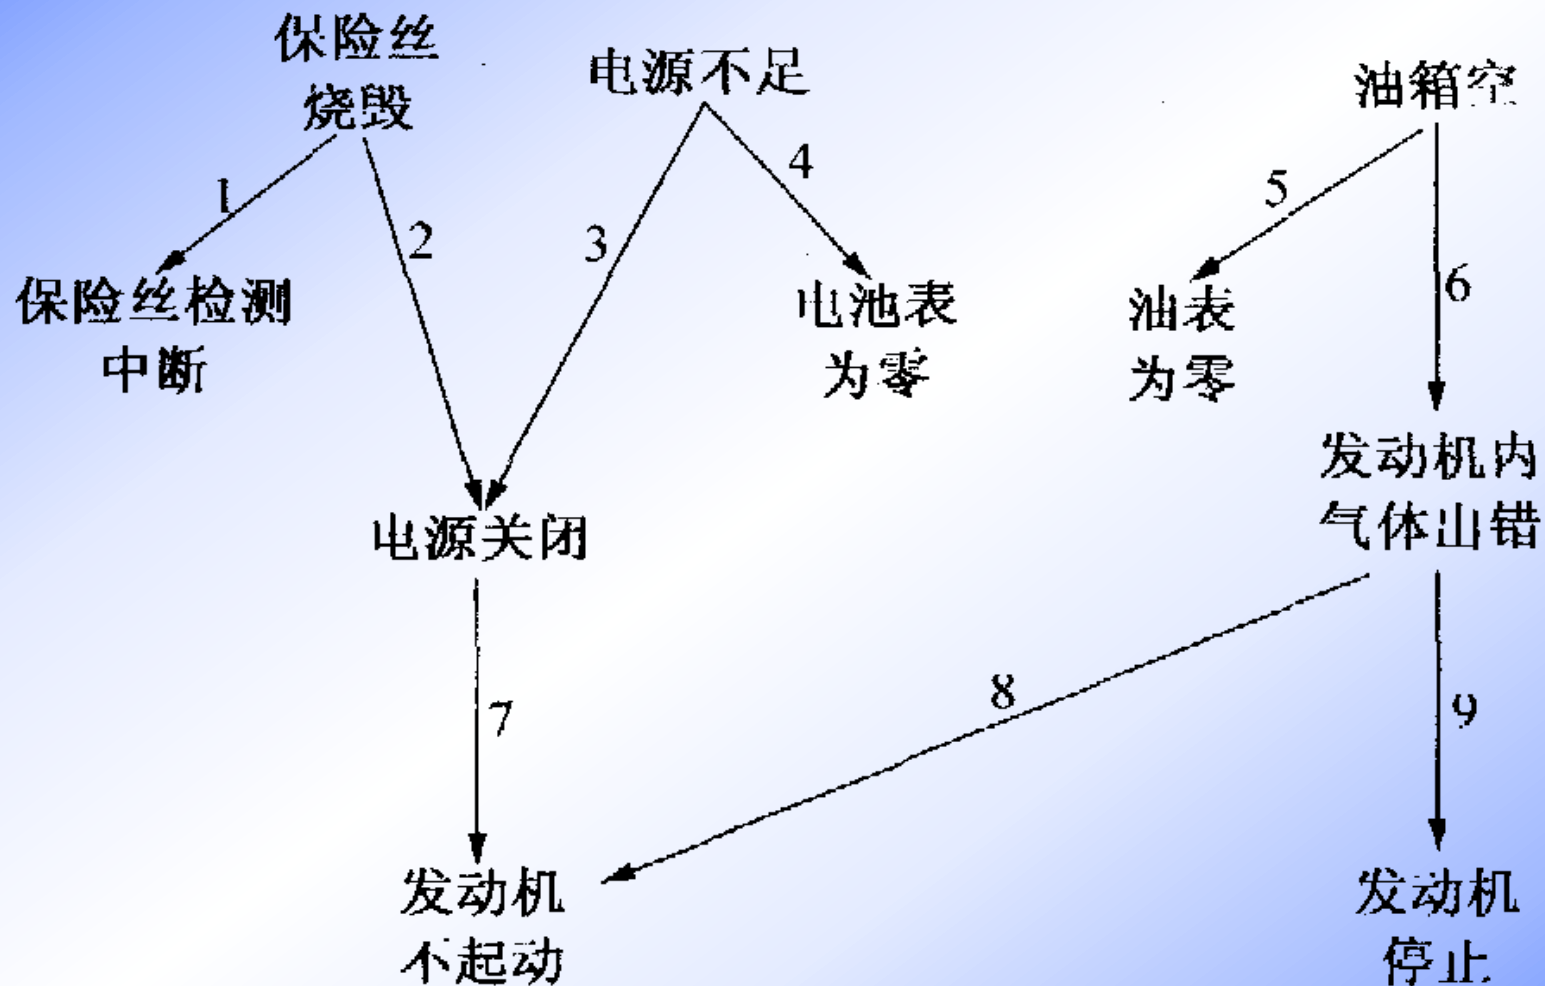 保险丝
烧毁
电源不足
油箱空
1
2
3
4
5
6
保险丝检测
中断
电池表
为零
油表
为零
发动机内
气体出错
电源关闭
7
8
9
发动机
不起动
发动机
停止